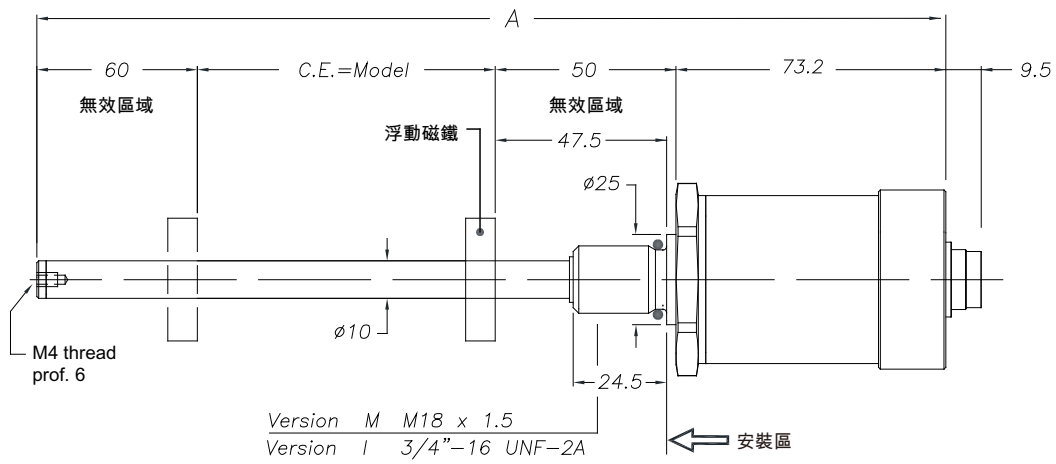 A
60
C.E.=Model
50
73.2
9.5
無效區域
無效區域
浮動磁鐵
47.5
ø25
ø10
M4 thread
prof. 6
24.5
Version M M18 x 1.5
Version I 3/4”-16 UNF-2A
安裝區